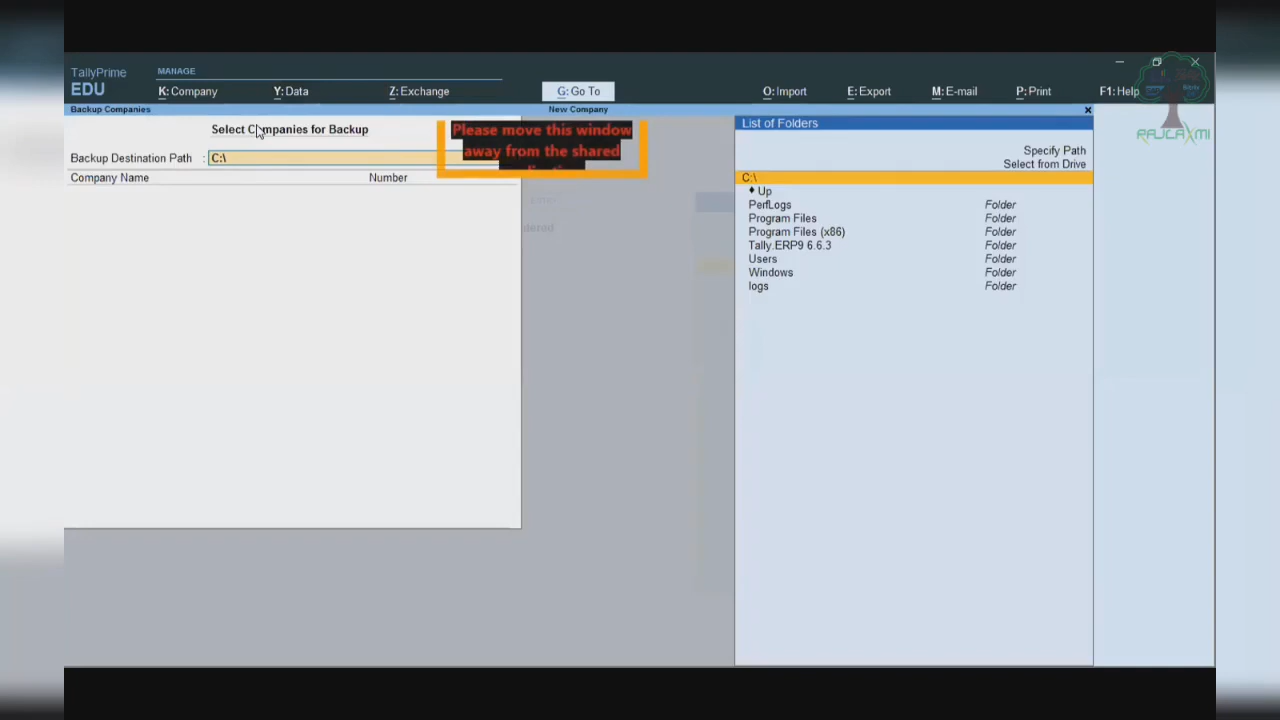 TallyPrime
EDU
MANAGE
K: Company
Y: Data
Z: Exchange
G: Go To
O: Import
E: Export
M: E-mail
P: Print
F1: Help
Backup Companies
New Company
Select Companies for Backup
Backup Destination Path : C:\
Company Name
Number
Please move this window
away from the shared
List of Folders
Specify Path
Select from Drive
C:\
♦ Up
PerfLogs Folder
Program Files Folder
Program Files (x86) Folder
Tally.ERP9 6.6.3 Folder
Users Folder
Windows Folder
logs Folder
RAJLAXMI